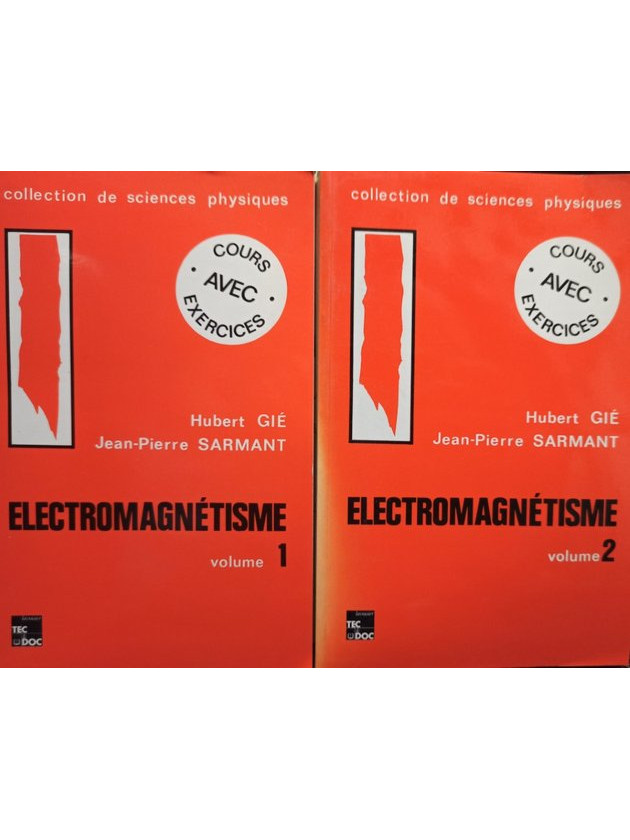 collection de sciences physiques
COURS
• AVEC •
EXERCICES
Hubert GIÉ
Jean-Pierre SARMANT
ELECTROMAGNÉTISME
volume 1
TEC
& DOC
collection de sciences physiques
COURS
• AVEC •
EXERCICES
Hubert GIÉ
Jean-Pierre SARMANT
ELECTROMAGNÉTISME
volume 2
TEC
& DOC